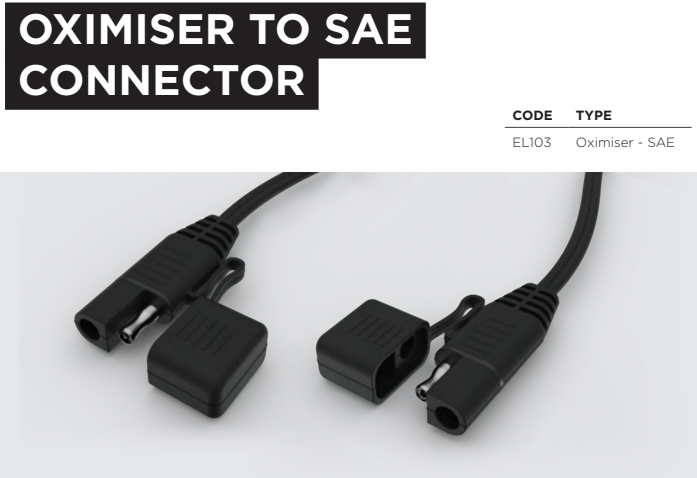 OXIMISER TO SAE
CONNECTOR
CODE TYPE
EL103 Oximiser - SAE